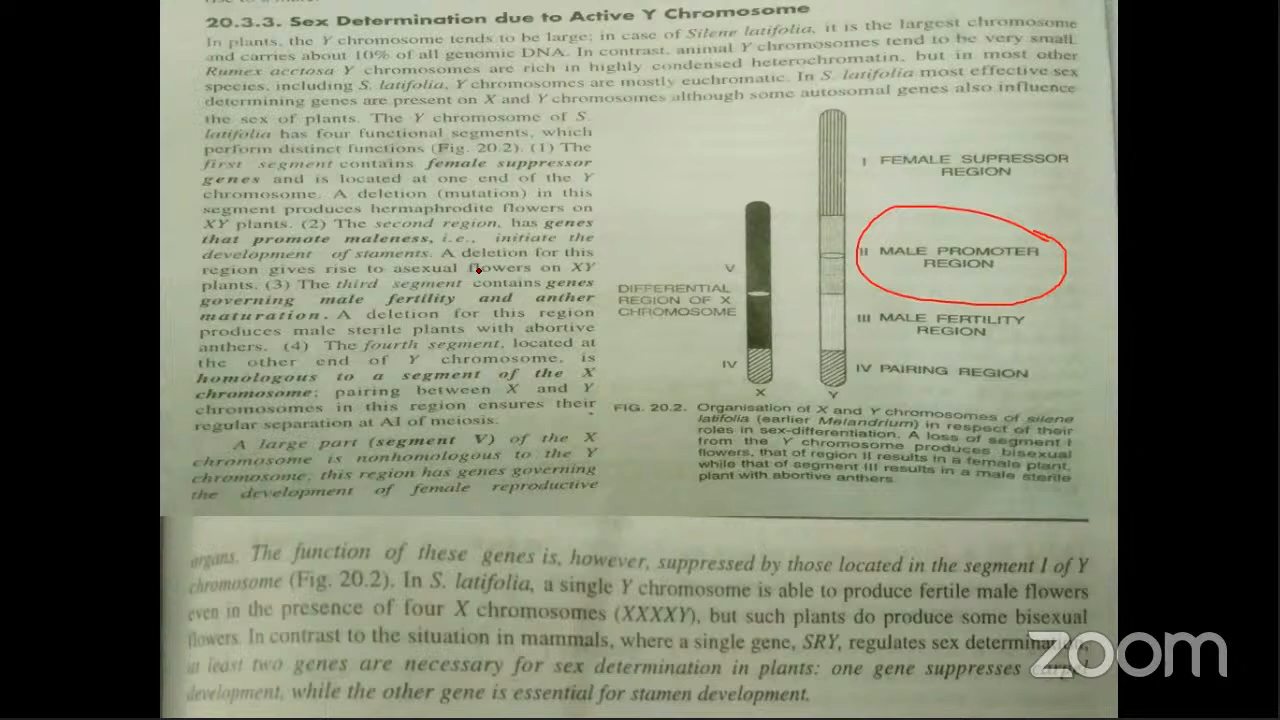 20.3.3. Sex Determination due to Active Y Chromosome
In plants, the Y chromosome tends to be large; in case of Silene latifolia, it is the largest chromosome
and carries about 10% of all genomic DNA. In contrast, animal Y chromosomes tend to be very small.
Rumex acctosa Y chromosomes are rich in highly condensed heterochromatin, but in most other
species, including S. latifolia, Y chromosomes are mostly euchromatic. In S. latifolia most effective sex
determining genes are present on X and Y chromosomes although some autosomal genes also influence
the sex of plants. The Y chromosome of S.
latifolia has four functional segments, which
perform distinct functions (Fig. 20.2). (1) The
first segment contains female suppressor
genes and is located at one end of the Y
chromosome. A deletion (mutation) in this
segment produces hermaphrodite flowers on
XY plants. (2) The second region, has genes
that promote maleness, i.e., initiate the
development of staments. A deletion for this
region gives rise to asexual flowers on XY
plants. (3) The third segment contains genes
governing male fertility and anther
maturation. A deletion for this region
produces male sterile plants with abortive
anthers. (4) The fourth segment, located at
the other end of Y chromosome, is
homologous to a segment of the X
chromosome; pairing between X and Y
chromosomes in this region ensures their
regular separation at AI of meiosis.
A large part (segment V) of the X
chromosome is nonhomologous to the Y
chromosome, this region has genes governing
the development of female reproductive
I FEMALE SUPRESSOR
REGION
II MALE PROMOTER
REGION
V
DIFFERENTIAL
REGION OF X
CHROMOSOME
III MALE FERTILITY
REGION
IV
IV PAIRING REGION
X
Y
FIG. 20.2. Organisation of X and Y chromosomes of silene
latifolia (earlier Melandrium) in respect of their
roles in sex-differentiation. A loss of segment I
from the Y chromosome produces bisexual
flowers, that of region II results in a female plant,
while that of segment III results in a male sterile
plant with abortive anthers
organs. The function of these genes is, however, suppressed by those located in the segment I of Y
chromosome (Fig. 20.2). In S. latifolia, a single Y chromosome is able to produce fertile male flowers
even in the presence of four X chromosomes (XXXXY), but such plants do produce some bisexual
flowers. In contrast to the situation in mammals, where a single gene, SRY, regulates sex
at least two genes are necessary for sex determination in plants: one gene suppresses
development, while the other gene is essential for stamen development.
zoom